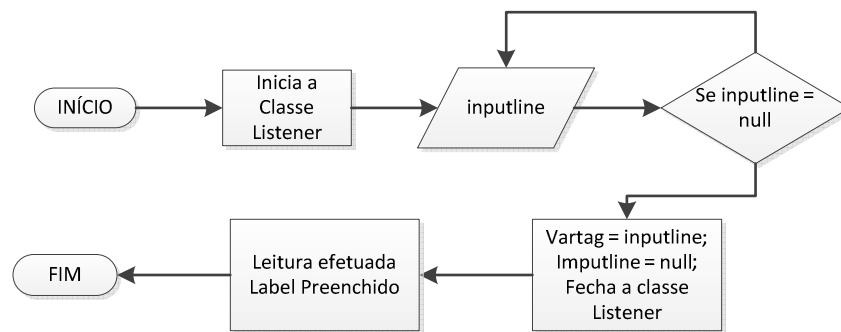 INÍCIO
Inicia a
Classe
Listener
inputline
Se inputline =
null
Vartag = inputline;
Imputline = null;
Fecha a classe
Listener
Leitura efetuada
Label Preenchido
FIM